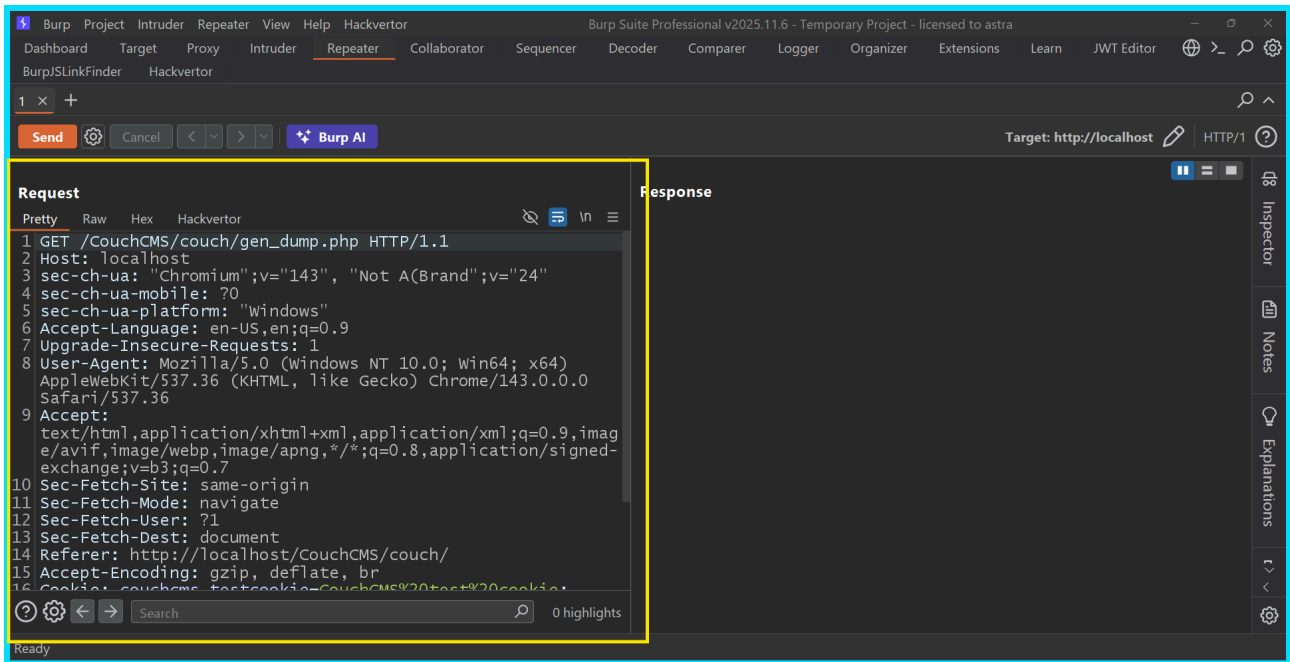 Burp Project Intruder Repeater View Help Hackvertor Burp Suite Professional v2025.11.6 - Temporary Project - licensed to astra
Dashboard Target Proxy Intruder Repeater Collaborator Sequencer Decoder Comparer Logger Organizer Extensions Learn JWT Editor
BurpJSLinkFinder Hackvertor
1 × +
Send Cancel < > Burp AI Target: http://localhost HTTP/1 ?
Request
Response
Pretty Raw Hex Hackvertor \n
1 GET /CouchCMS/couch/gen_dump.php HTTP/1.1
2 Host: localhost
3 sec-ch-ua: "Chromium";v="143", "Not A(Brand";v="24"
4 sec-ch-ua-mobile: ?0
5 sec-ch-ua-platform: "Windows"
6 Accept-Language: en-US,en;q=0.9
7 Upgrade-Insecure-Requests: 1
8 User-Agent: Mozilla/5.0 (Windows NT 10.0; Win64; x64)
AppleWebKit/537.36 (KHTML, like Gecko) Chrome/143.0.0.0
Safari/537.36
9 Accept:
text/html,application/xhtml+xml,application/xml;q=0.9,imag
e/avif,image/webp,image/apng,*/*;q=0.8,application/signed-
exchange;v=b3;q=0.7
10 Sec-Fetch-Site: same-origin
11 Sec-Fetch-Mode: navigate
12 Sec-Fetch-User: ?1
13 Sec-Fetch-Dest: document
14 Referer: http://localhost/CouchCMS/couch/
15 Accept-Encoding: gzip, deflate, br
16 Cookie: couchcms_testcookie=CouchCMS%20test%20cookie;
Search 0 highlights
Inspector
Notes
Explanations
Ready